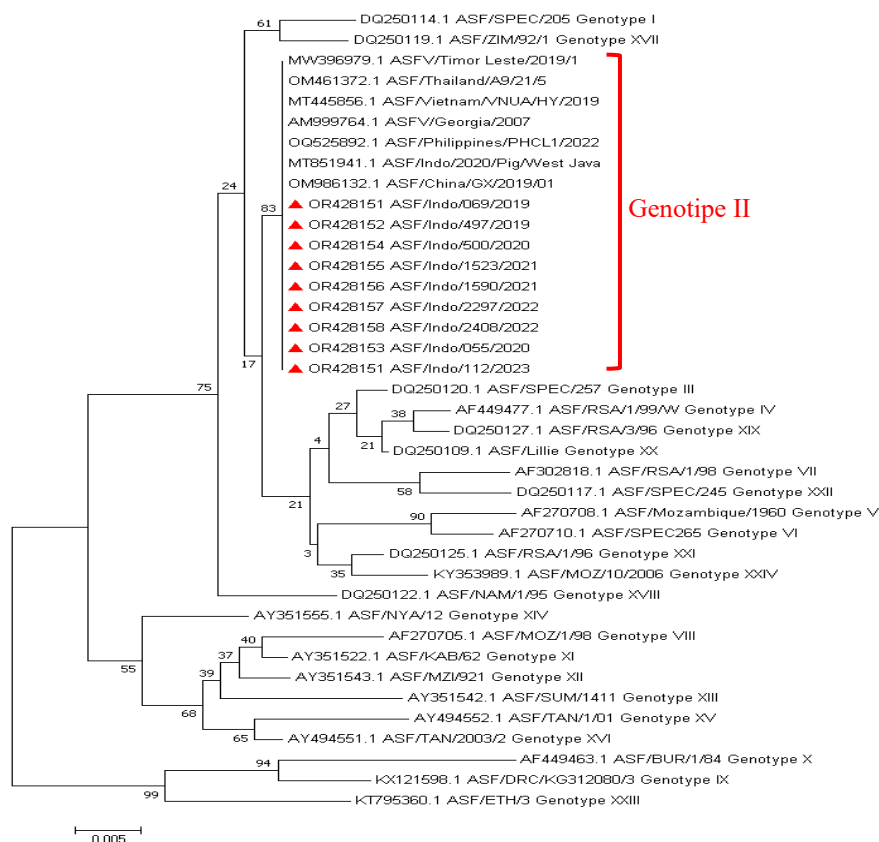 DQ250114.1 ASF/SPEC/205 Genotype I
61
DQ250119.1 ASF/ZIM/92/1 Genotype XVII
MW396979.1 ASFV/Timor Leste/2019/1
OM461372.1 ASF/Thailand/A9/21/5
24
MT445856.1 ASF/Vietnam/VNUA/HY/2019
AM999764.1 ASFV/Georgia/2007
OQ525892.1 ASF/Philippines/PHCL1/2022
MT851941.1 ASF/Indo/2020/Pig/West Java
OM986132.1 ASF/China/GX/2019/01
83
OR428151 ASF/Indo/069/2019
Genotipe II
OR428152 ASF/Indo/497/2019
OR428154 ASF/Indo/500/2020
OR428155 ASF/Indo/1523/2021
OR428156 ASF/Indo/1590/2021
OR428157 ASF/Indo/2297/2022
OR428158 ASF/Indo/2408/2022
17
OR428153 ASF/Indo/055/2020
OR428151 ASF/Indo/112/2023
75
DQ250120.1 ASF/SPEC/257 Genotype III
27
AF449477.1 ASF/RSA/1/99/W Genotype IV
38
DQ250127.1 ASF/RSA/3/96 Genotype XIX
4
21
DQ250109.1 ASF/Lillie Genotype XX
AF302818.1 ASF/RSA/1/98 Genotype VII
58
DQ250117.1 ASF/SPEC/245 Genotype XXII
21
AF270708.1 ASF/Mozambique/1960 Genotype V
90
AF270710.1 ASF/SPEC265 Genotype VI
3
DQ250125.1 ASF/RSA/1/96 Genotype XXI
35
KY353989.1 ASF/MOZ/10/2006 Genotype XXIV
DQ250122.1 ASF/NAM/1/95 Genotype XVIII
AY351555.1 ASF/NYA/12 Genotype XIV
AF270705.1 ASF/MOZ/1/98 Genotype VIII
40
AY351522.1 ASF/KAB/62 Genotype XI
55
37
AY351543.1 ASF/MZI/921 Genotype XII
39
AY351542.1 ASF/SUM/1411 Genotype XIII
68
AY494552.1 ASF/TAN/1/01 Genotype XV
65
AY494551.1 ASF/TAN/2003/2 Genotype XVI
AF449463.1 ASF/BUR/1/84 Genotype X
94
KX121598.1 ASF/DRC/KG312080/3 Genotype IX
99
KT795360.1 ASF/ETH/3 Genotype XXIII
0.005